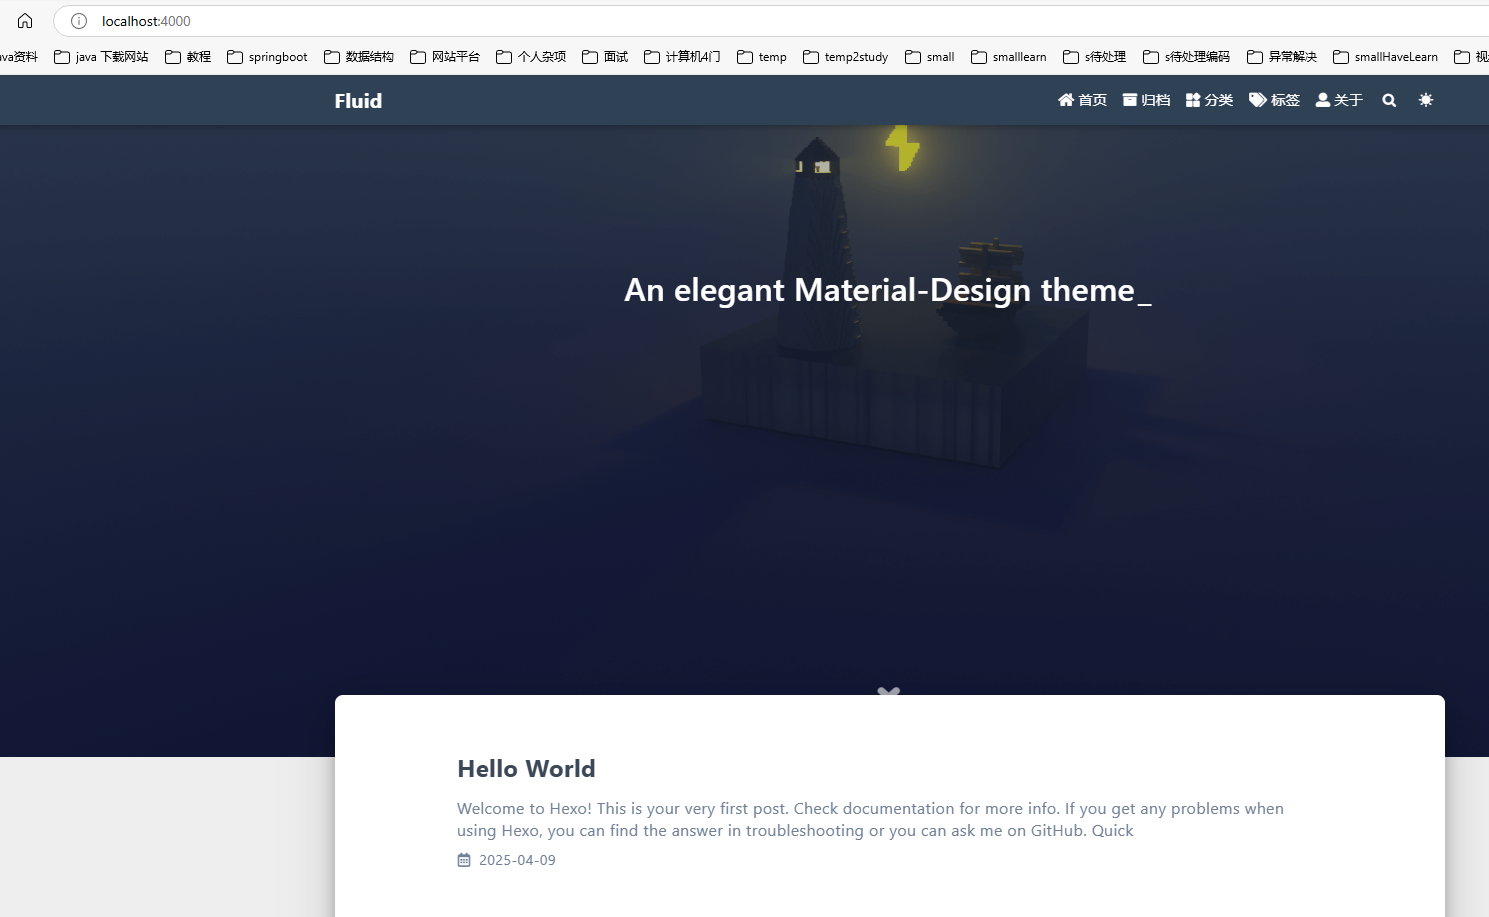 localhost:4000
ava资料 java 下载网站 教程 springboot 数据结构 网站平台 个人杂项 面试 计算机4门 temp temp2study small smalllearn s待处理 s待处理编码 异常解决 smallHaveLearn 视
Fluid 首页 归档 分类 标签 关于
An elegant Material-Design theme_
Hello World
Welcome to Hexo! This is your very first post. Check documentation for more info. If you get any problems when
using Hexo, you can find the answer in troubleshooting or you can ask me on GitHub. Quick
2025-04-09